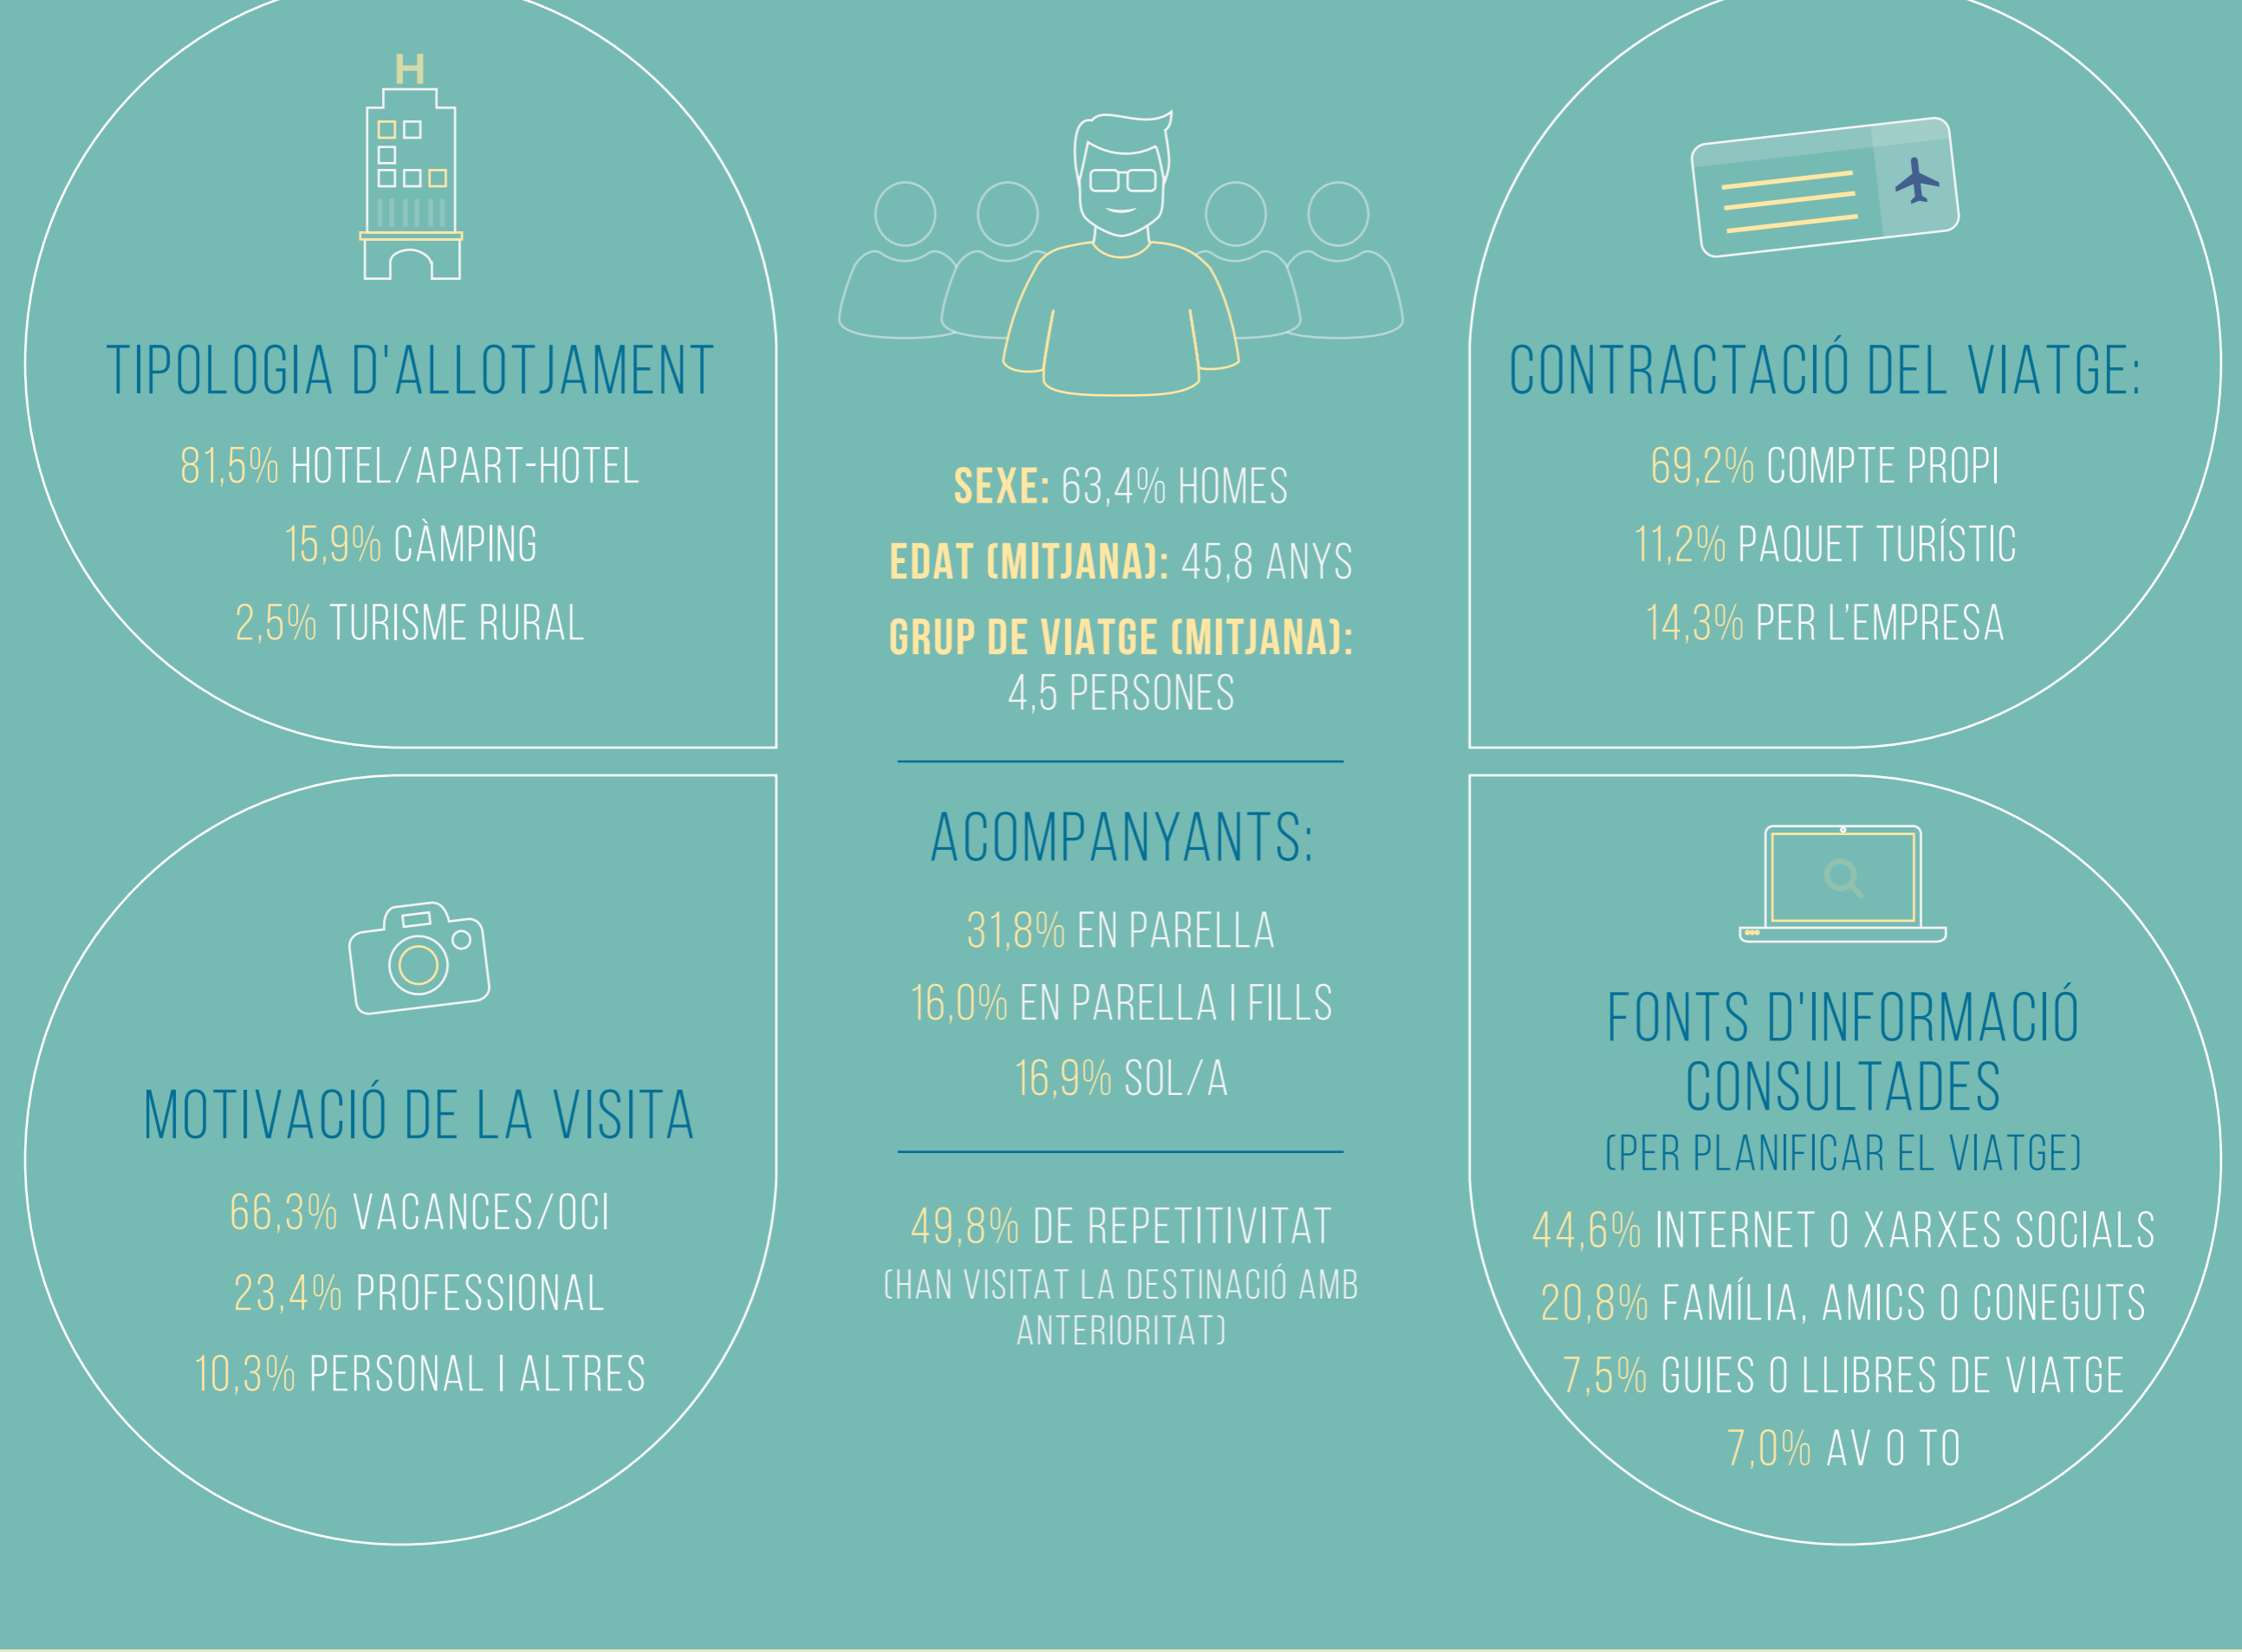 H
TIPOLOGIA D'ALLOTJAMENT
81,5% HOTEL/APART-HOTEL
15,9% CÀMPING
2,5% TURISME RURAL
MOTIVACIÓ DE LA VISITA
66,3% VACANCES/OCI
23,4% PROFESSIONAL
10,3% PERSONAL I ALTRES
SEXE: 63,4% HOMES
EDAT (MITJANA): 45,8 ANYS
GRUP DE VIATGE (MITJANA):
4,5 PERSONES
ACOMPANYANTS:
31,8% EN PARELLA
16,0% EN PARELLA I FILLS
16,9% SOL/A
49,8% DE REPETITIVITAT
(HAN VISITAT LA DESTINACIÓ AMB
ANTERIORITAT)
CONTRACTACIÓ DEL VIATGE:
69,2% COMPTE PROPI
11,2% PAQUET TURÍSTIC
14,3% PER L'EMPRESA
FONTS D'INFORMACIÓ
CONSULTADES
(PER PLANIFICAR EL VIATGE)
44,6% INTERNET O XARXES SOCIALS
20,8% FAMÍLIA, AMICS O CONEGUTS
7,5% GUIES O LLIBRES DE VIATGE
7,0% AV O TO